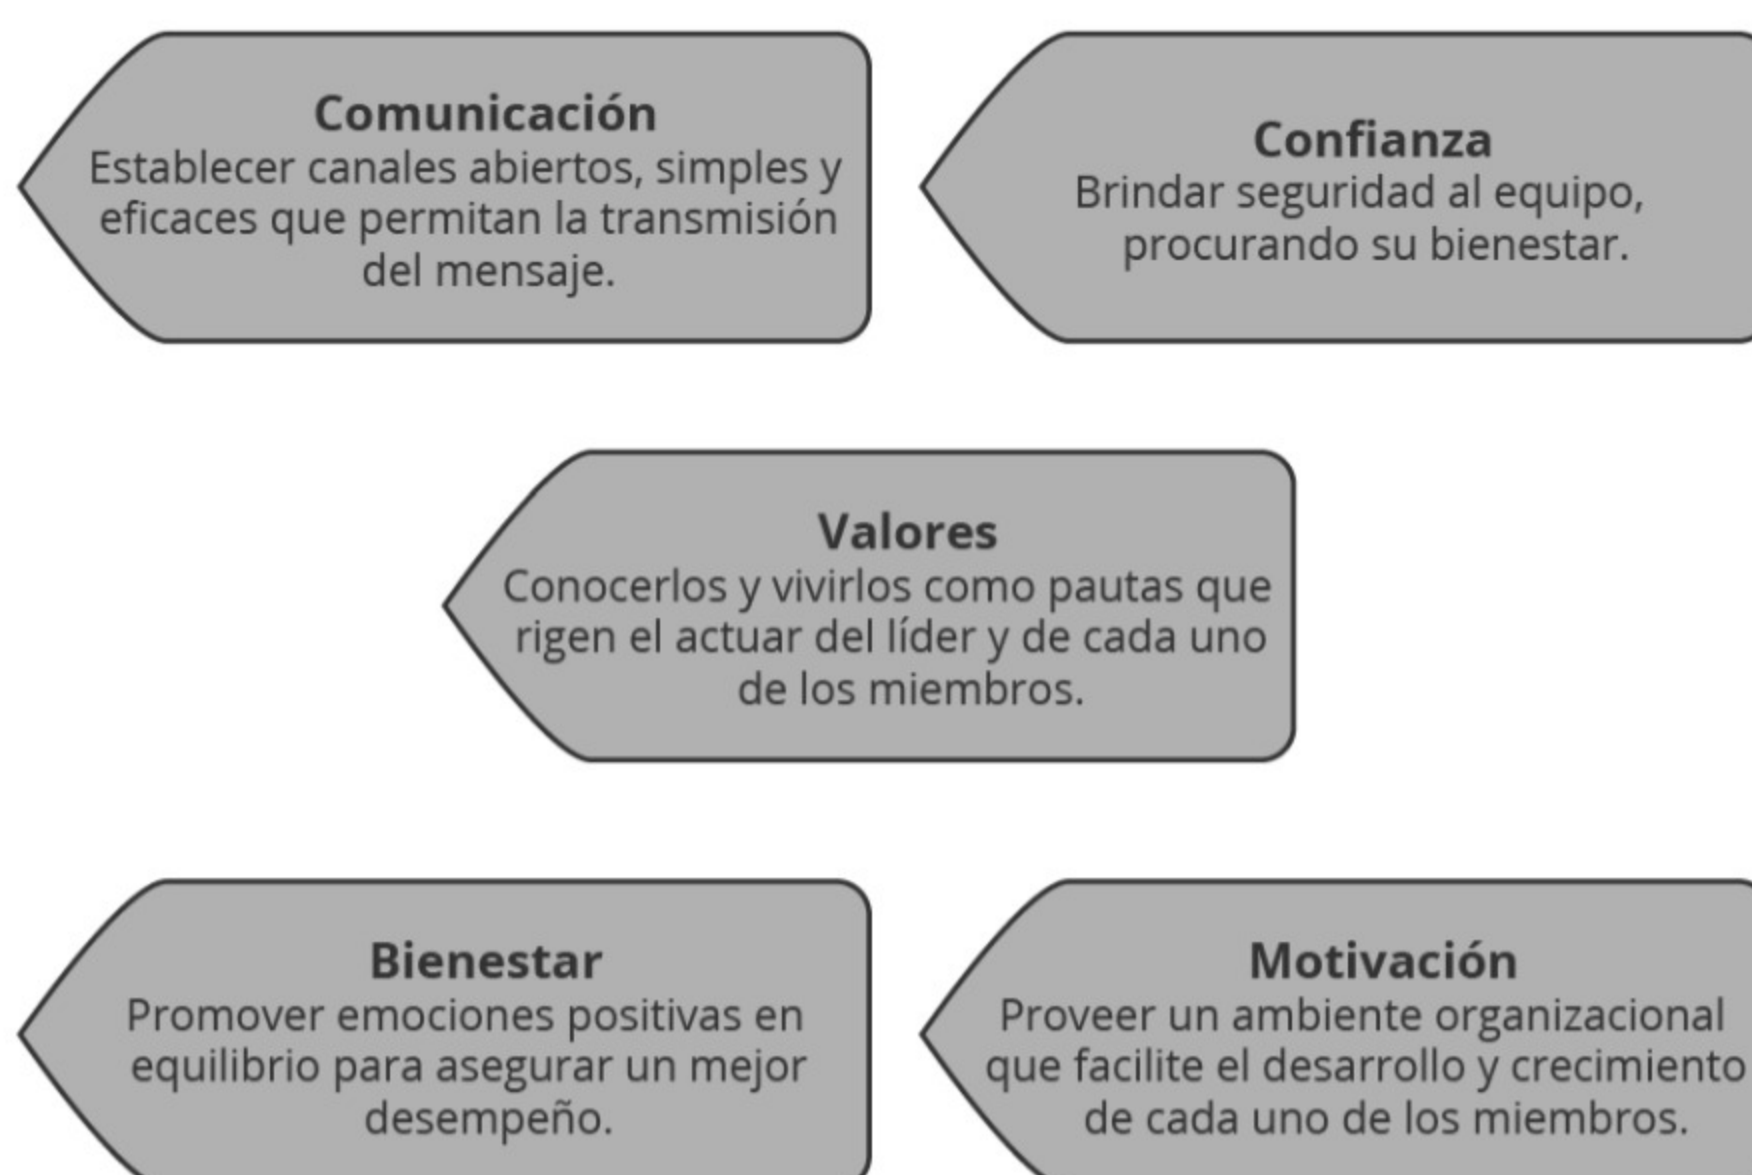 Comunicación
Establecer canales abiertos, simples y
eficaces que permitan la transmisión
del mensaje.
Confianza
Brindar seguridad al equipo,
procurando su bienestar.
Valores
Conocerlos y vivirlos como pautas que
rigen el actuar del líder y de cada uno
de los miembros.
Bienestar
Promover emociones positivas en
equilibrio para asegurar un mejor
desempeño.
Motivación
Proveer un ambiente organizacional
que facilite el desarrollo y crecimiento
de cada uno de los miembros.